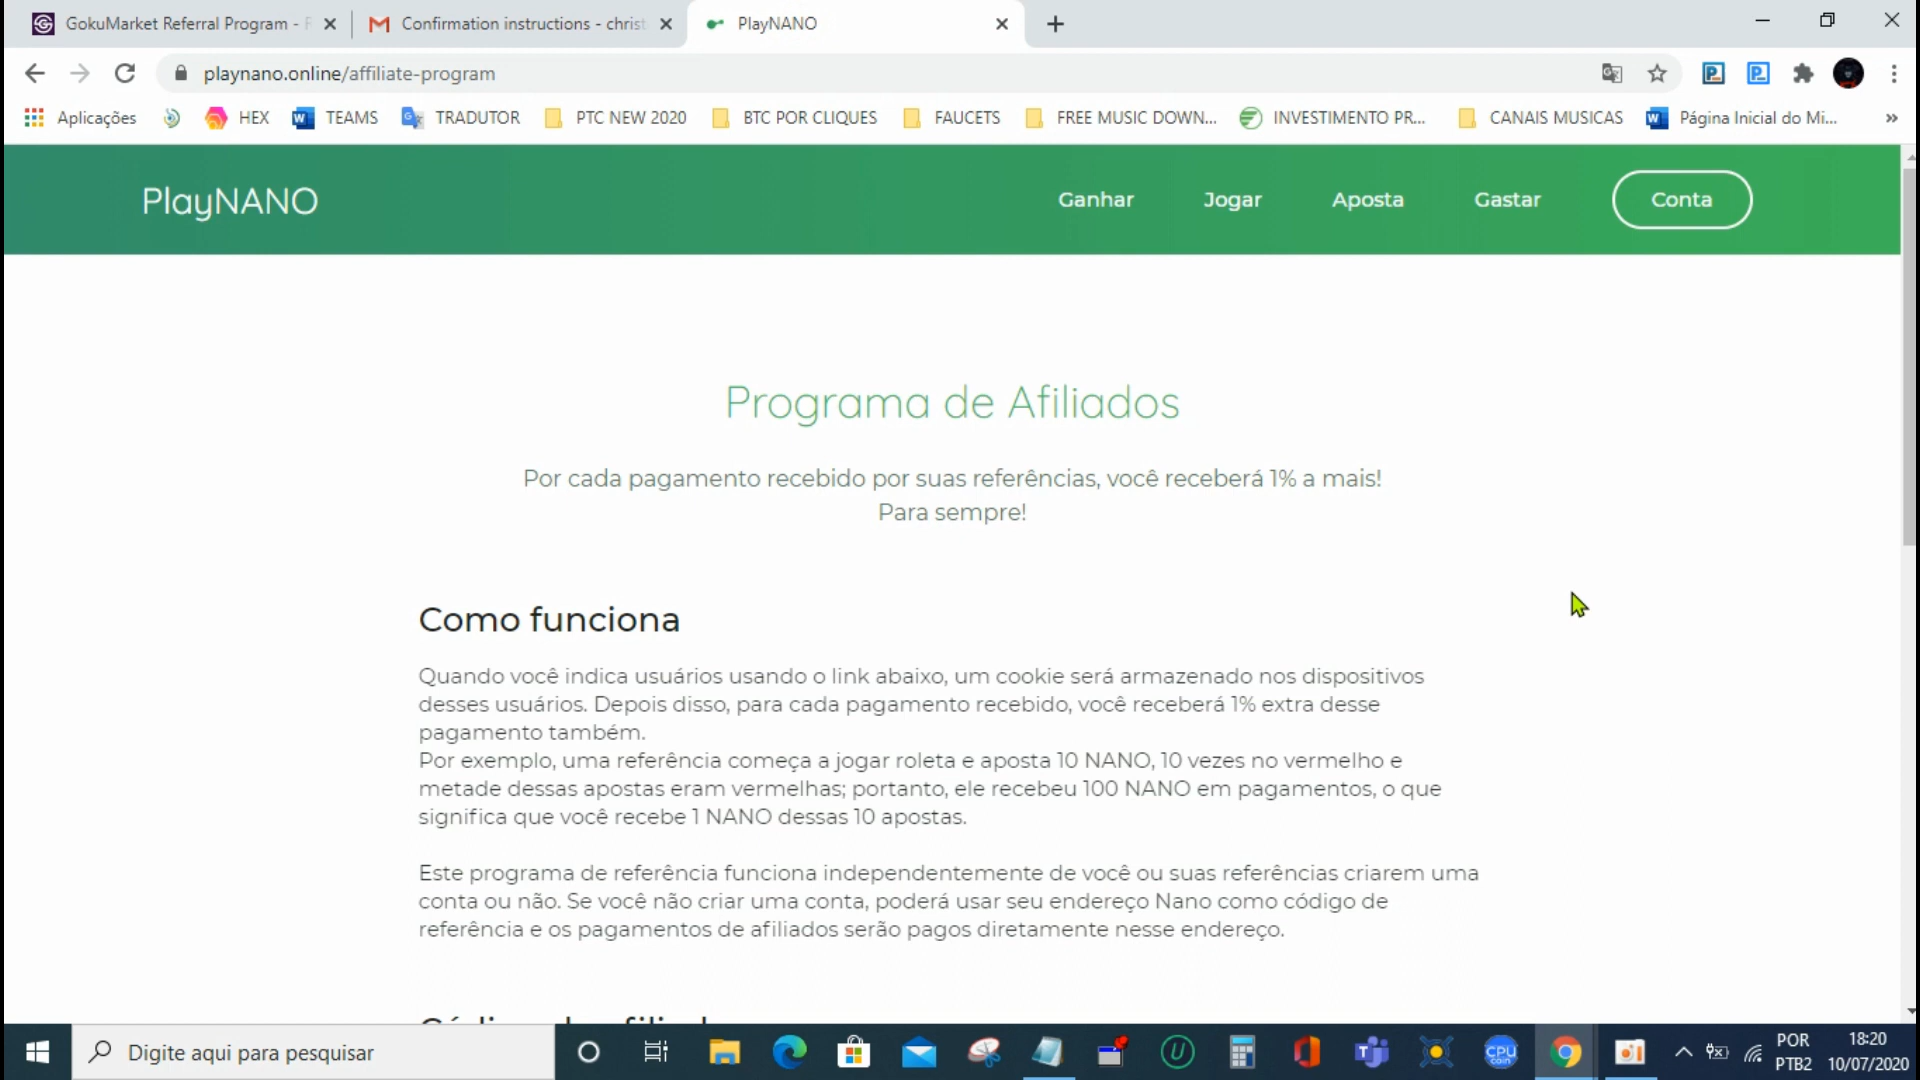 GokuMarket Referral Program -
Confirmation instructions - christ
PlayNANO
playnano.online/affiliate-program
Aplicações
HEX
TEAMS
TRADUTOR
PTC NEW 2020
BTC POR CLIQUES
FAUCETS
FREE MUSIC DOWN...
INVESTIMENTO PR...
CANAIS MUSICAS
Página Inicial do Mi...
»
PlayNANO
Ganhar
Jogar
Aposta
Gastar
Conta
Programa de Afiliados
Por cada pagamento recebido por suas referências, você receberá 1% a mais!
Para sempre!
Como funciona
Quando você indica usuários usando o link abaixo, um cookie será armazenado nos dispositivos
desses usuários. Depois disso, para cada pagamento recebido, você receberá 1% extra desse
pagamento também.
Por exemplo, uma referência começa a jogar roleta e aposta 10 NANO, 10 vezes no vermelho e
metade dessas apostas eram vermelhas; portanto, ele recebeu 100 NANO em pagamentos, o que
significa que você recebe 1 NANO dessas 10 apostas.
Este programa de referência funciona independentemente de você ou suas referências criarem uma
conta ou não. Se você não criar uma conta, poderá usar seu endereço Nano como código de
referência e os pagamentos de afiliados serão pagos diretamente nesse endereço.
Digite aqui para pesquisar
CPU
coin
POR
PTB2
18:20
10/07/2020